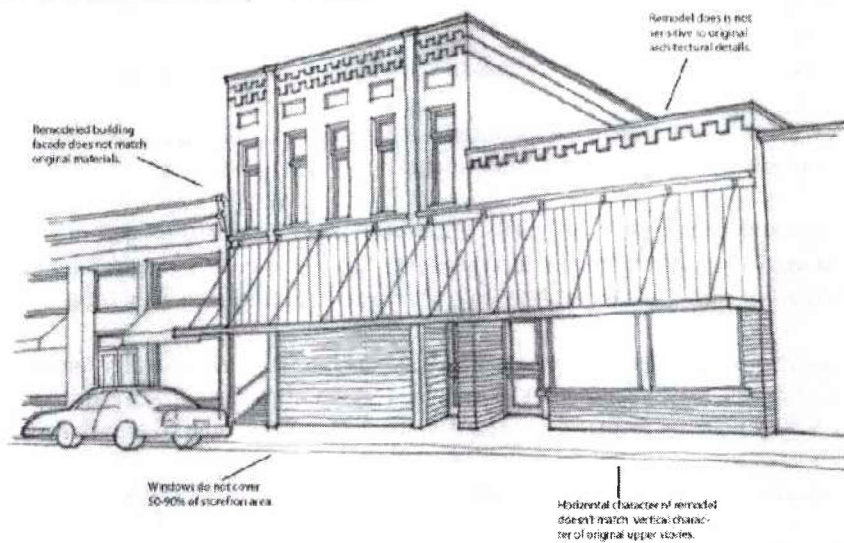 Remodel does is not
sensitive to original
architectural details.
Remodeled building
facade does not match
original materials.
Windows do not cover
50-90% of storefront area.
Horizontal character of remodel
doesn't match vertical charac-
ter of original upper stories.